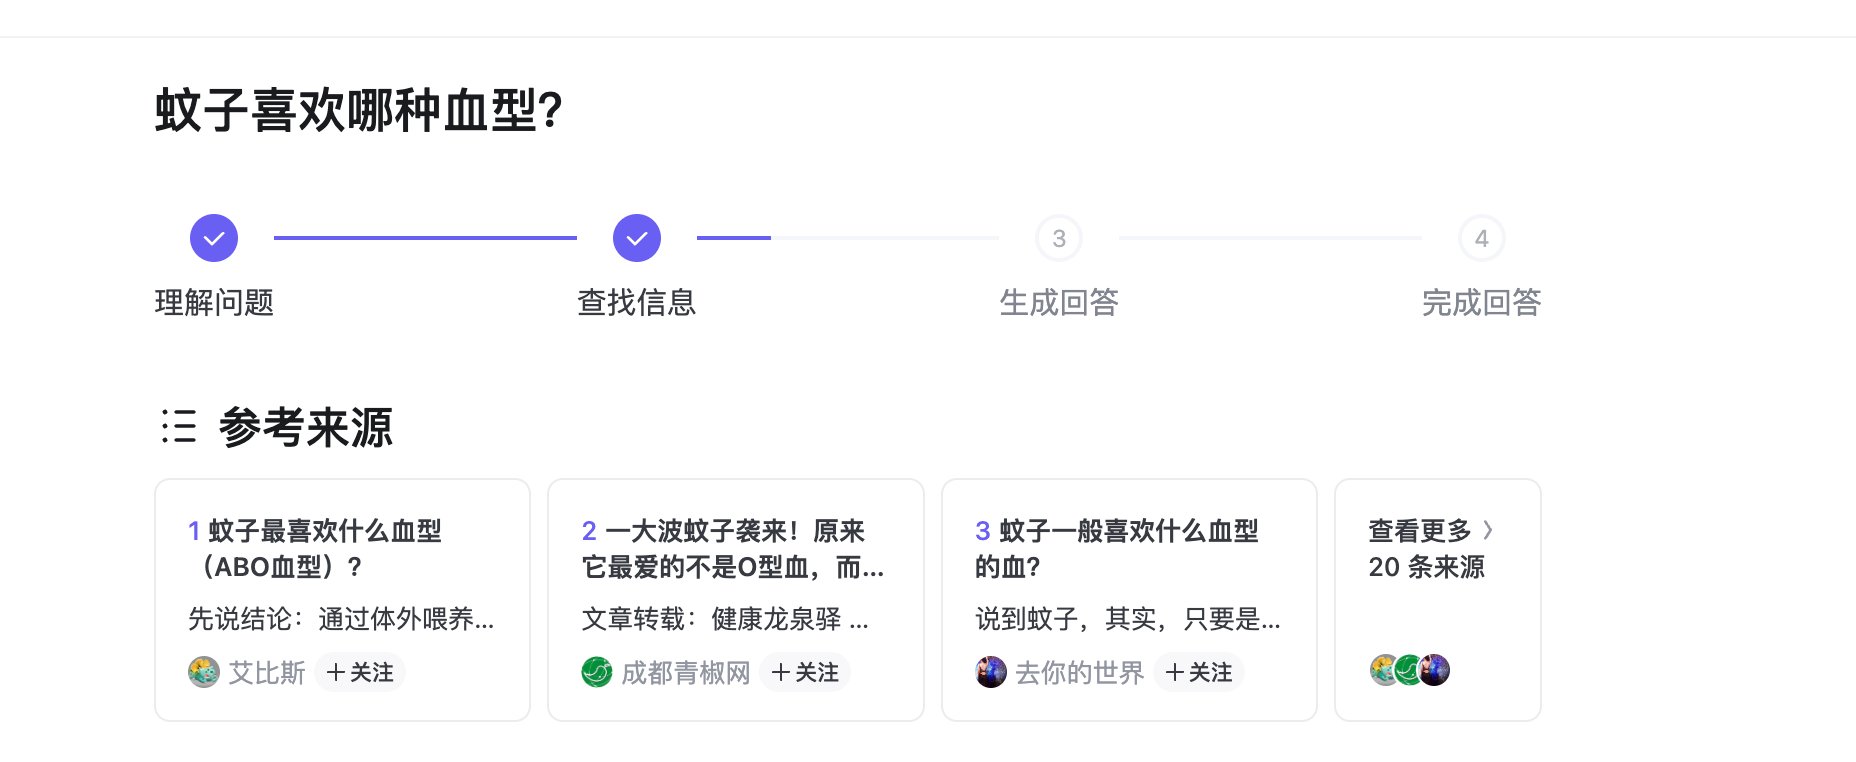 蚊子喜欢哪种血型?
3
4
理解问题
查找信息
生成回答
完成回答
参考来源
1 蚊子最喜欢什么血型
（ABO血型）?
先说结论：通过体外喂养...
艾比斯
+关注
2 一大波蚊子袭来！原来
它最爱的不是O型血，而...
文章转载：健康龙泉驿 ...
成都青椒网
+关注
3 蚊子一般喜欢什么血型
的血?
说到蚊子，其实，只要是...
去你的世界
+关注
查看更多 >
20 条来源